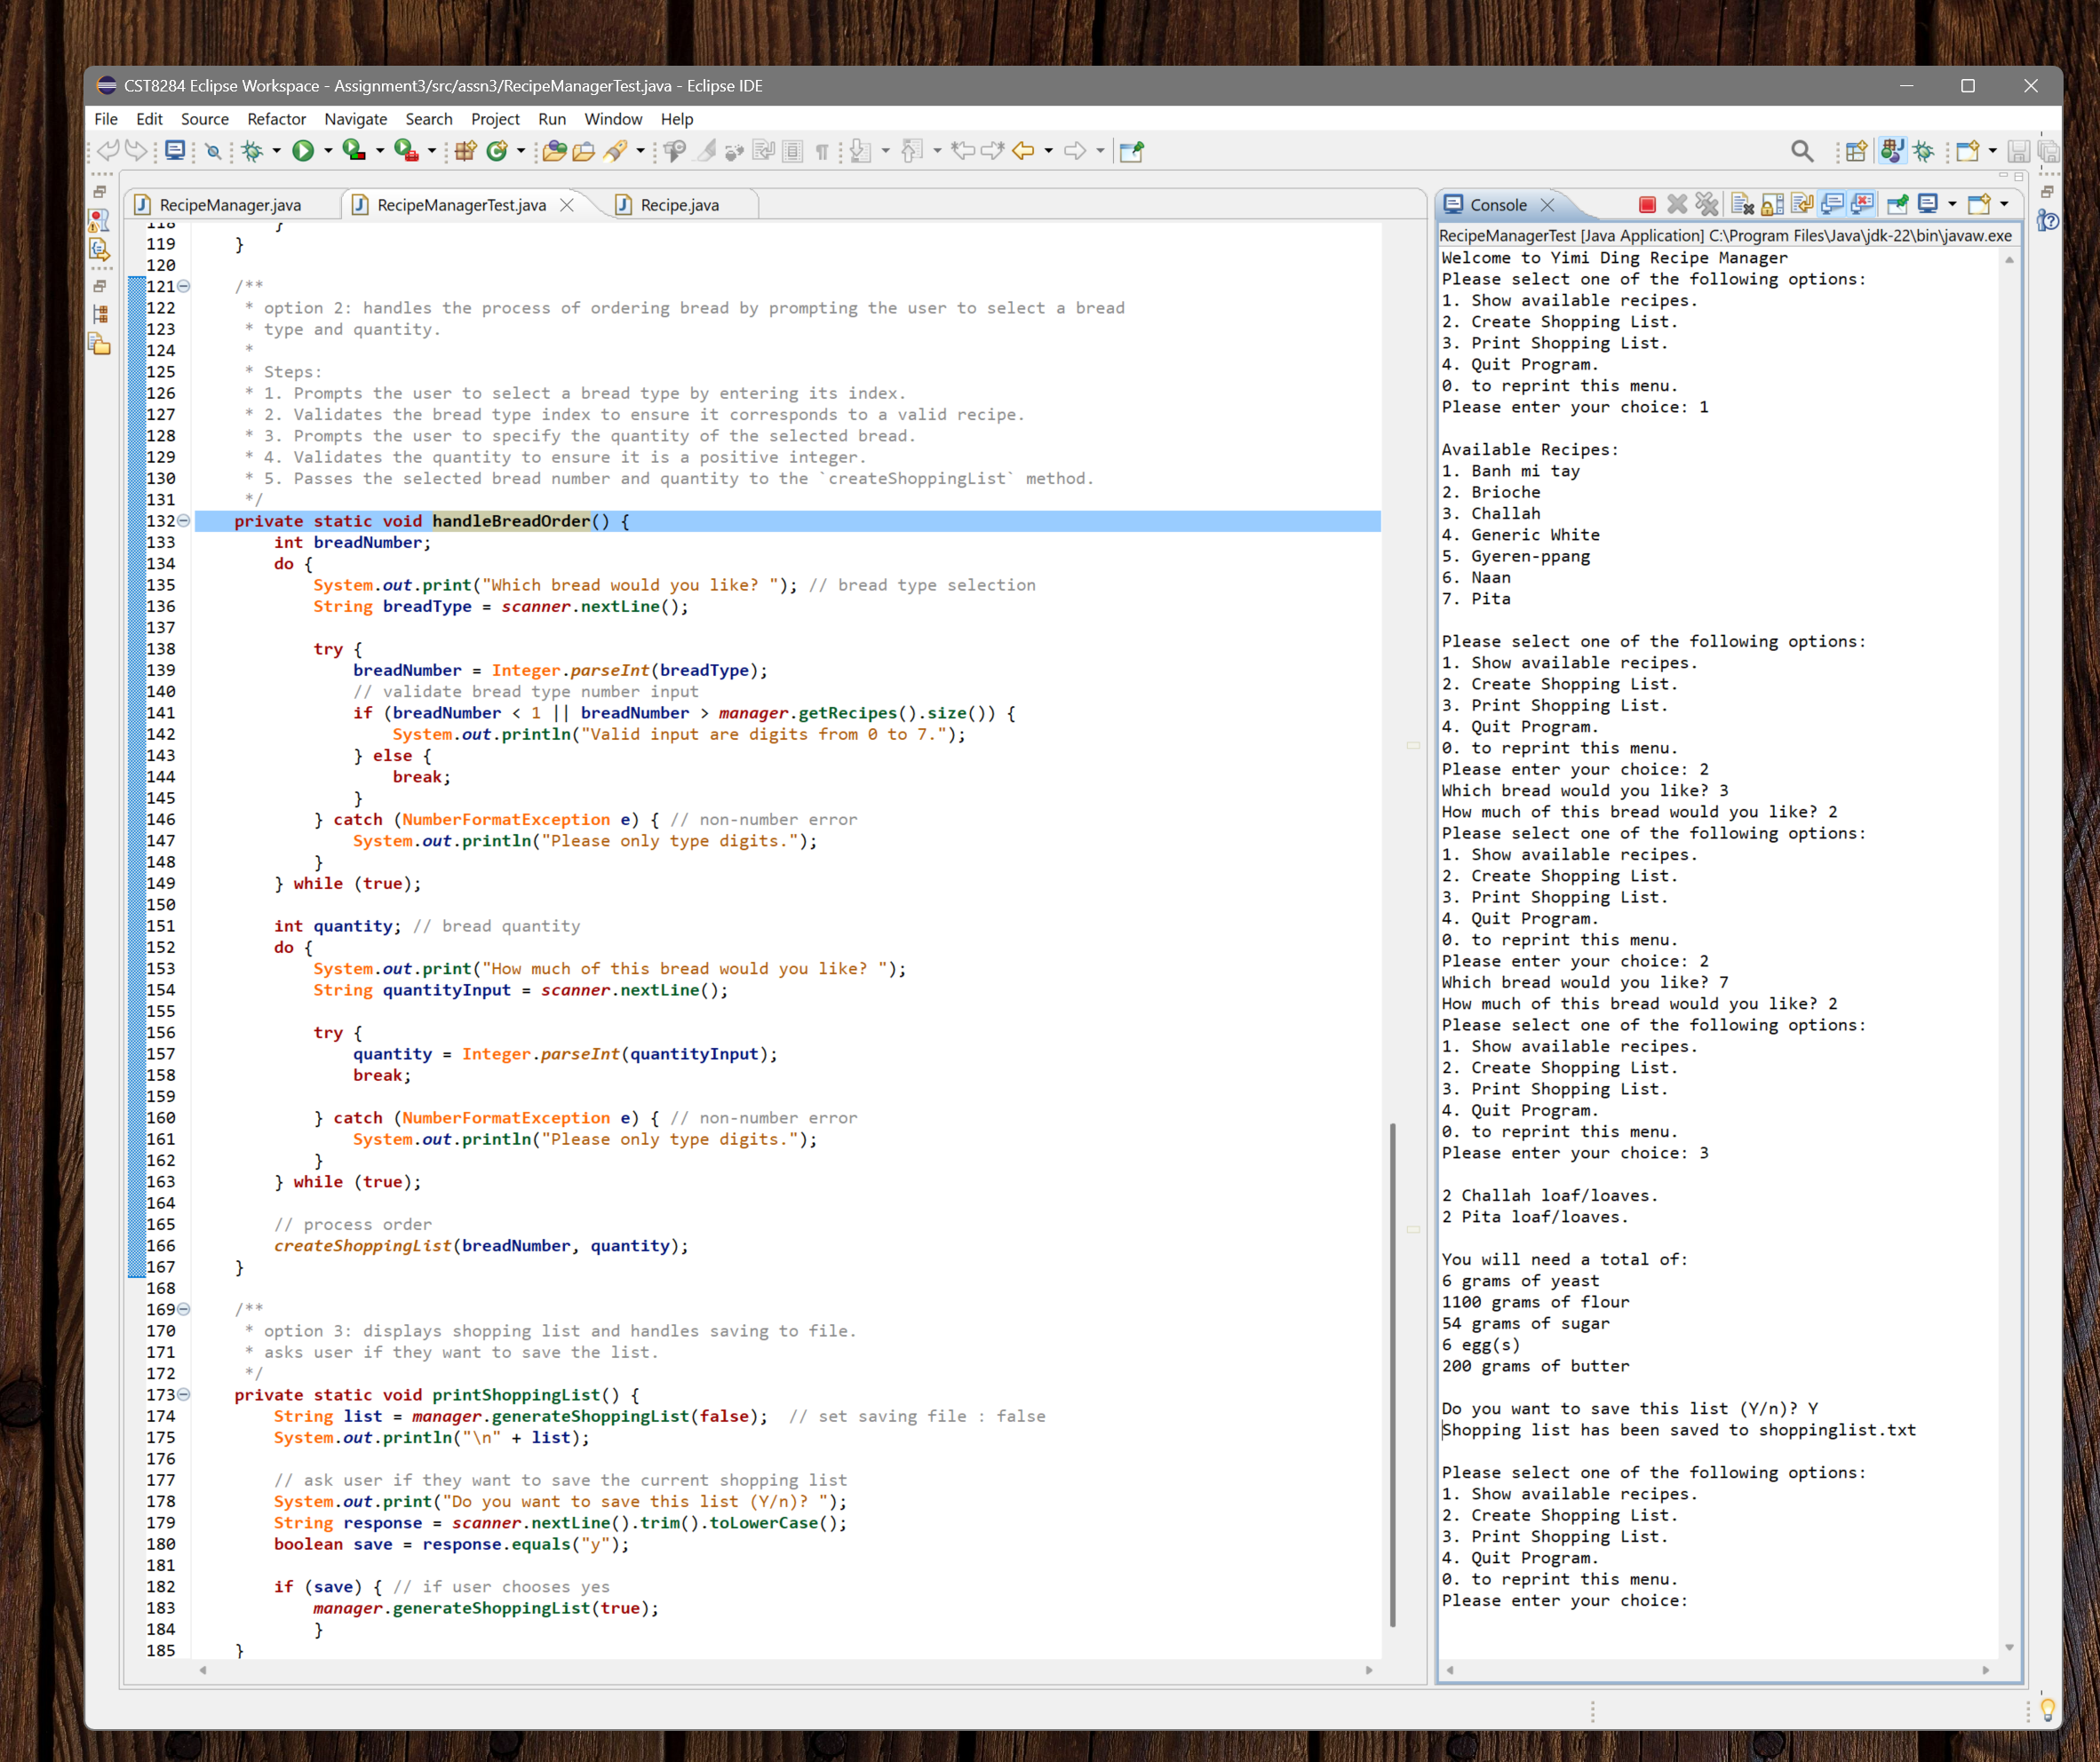 CST8284 Eclipse Workspace - Assignment3/src/assn3/RecipeManagerTest.java - Eclipse IDE
File Edit Source Refactor Navigate Search Project Run Window Help
RecipeManager.java RecipeManagerTest.java Recipe.java
118 }
119 }
120
121 /**
122 * option 2: handles the process of ordering bread by prompting the user to select a bread
123 * type and quantity.
124 *
125 * Steps:
126 * 1. Prompts the user to select a bread type by entering its index.
127 * 2. Validates the bread type index to ensure it corresponds to a valid recipe.
128 * 3. Prompts the user to specify the quantity of the selected bread.
129 * 4. Validates the quantity to ensure it is a positive integer.
130 * 5. Passes the selected bread number and quantity to the `createShoppingList` method.
131 */
132 private static void handleBreadOrder() {
133 int breadNumber;
134 do {
135 System.out.print("Which bread would you like? "); // bread type selection
136 String breadType = scanner.nextLine();
137
138 try {
139 breadNumber = Integer.parseInt(breadType);
140 // validate bread type number input
141 if (breadNumber < 1 || breadNumber > manager.getRecipes().size()) {
142 System.out.println("Valid input are digits from 0 to 7.");
143 } else {
144 break;
145 }
146 } catch (NumberFormatException e) { // non-number error
147 System.out.println("Please only type digits.");
148 }
149 } while (true);
150
151 int quantity; // bread quantity
152 do {
153 System.out.print("How much of this bread would you like? ");
154 String quantityInput = scanner.nextLine();
155
156 try {
157 quantity = Integer.parseInt(quantityInput);
158 break;
159
160 } catch (NumberFormatException e) { // non-number error
161 System.out.println("Please only type digits.");
162 }
163 } while (true);
164
165 // process order
166 createShoppingList(breadNumber, quantity);
167 }
168
169 /**
170 * option 3: displays shopping list and handles saving to file.
171 * asks user if they want to save the list.
172 */
173 private static void printShoppingList() {
174 String list = manager.generateShoppingList(false); // set saving file : false
175 System.out.println("\n" + list);
176
177 // ask user if they want to save the current shopping list
178 System.out.print("Do you want to save this list (Y/n)? ");
179 String response = scanner.nextLine().trim().toLowerCase();
180 boolean save = response.equals("y");
181
182 if (save) { // if user chooses yes
183 manager.generateShoppingList(true);
184 }
185 }
Console
RecipeManagerTest [Java Application] C:\Program Files\Java\jdk-22\bin\javaw.exe
Welcome to Yimi Ding Recipe Manager
Please select one of the following options:
1. Show available recipes.
2. Create Shopping List.
3. Print Shopping List.
4. Quit Program.
0. to reprint this menu.
Please enter your choice: 1
Available Recipes:
1. Banh mi tay
2. Brioche
3. Challah
4. Generic White
5. Gyeren-ppang
6. Naan
7. Pita
Please select one of the following options:
1. Show available recipes.
2. Create Shopping List.
3. Print Shopping List.
4. Quit Program.
0. to reprint this menu.
Please enter your choice: 2
Which bread would you like? 3
How much of this bread would you like? 2
Please select one of the following options:
1. Show available recipes.
2. Create Shopping List.
3. Print Shopping List.
4. Quit Program.
0. to reprint this menu.
Please enter your choice: 2
Which bread would you like? 7
How much of this bread would you like? 2
Please select one of the following options:
1. Show available recipes.
2. Create Shopping List.
3. Print Shopping List.
4. Quit Program.
0. to reprint this menu.
Please enter your choice: 3
2 Challah loaf/loaves.
2 Pita loaf/loaves.
You will need a total of:
6 grams of yeast
1100 grams of flour
54 grams of sugar
6 egg(s)
200 grams of butter
Do you want to save this list (Y/n)? Y
Shopping list has been saved to shoppinglist.txt
Please select one of the following options:
1. Show available recipes.
2. Create Shopping List.
3. Print Shopping List.
4. Quit Program.
0. to reprint this menu.
Please enter your choice: